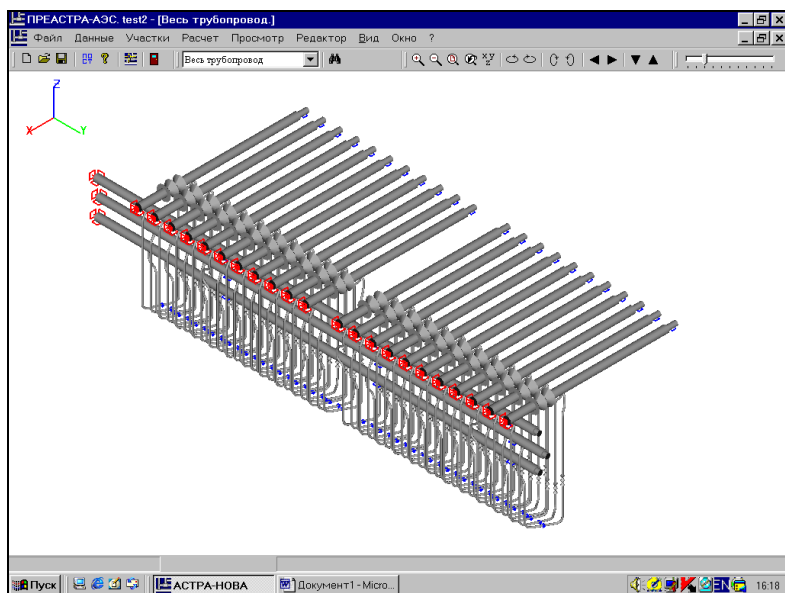 ПРЕАСТРА-АЭС. test2 - [Весь трубопровод.]
Файл Данные Участки Расчет Просмотр Редактор Вид Окно ?
Весь трубопровод
Z
X
Y
Пуск АСТРА-НОВА Документ1 - Micro... EN 16:18